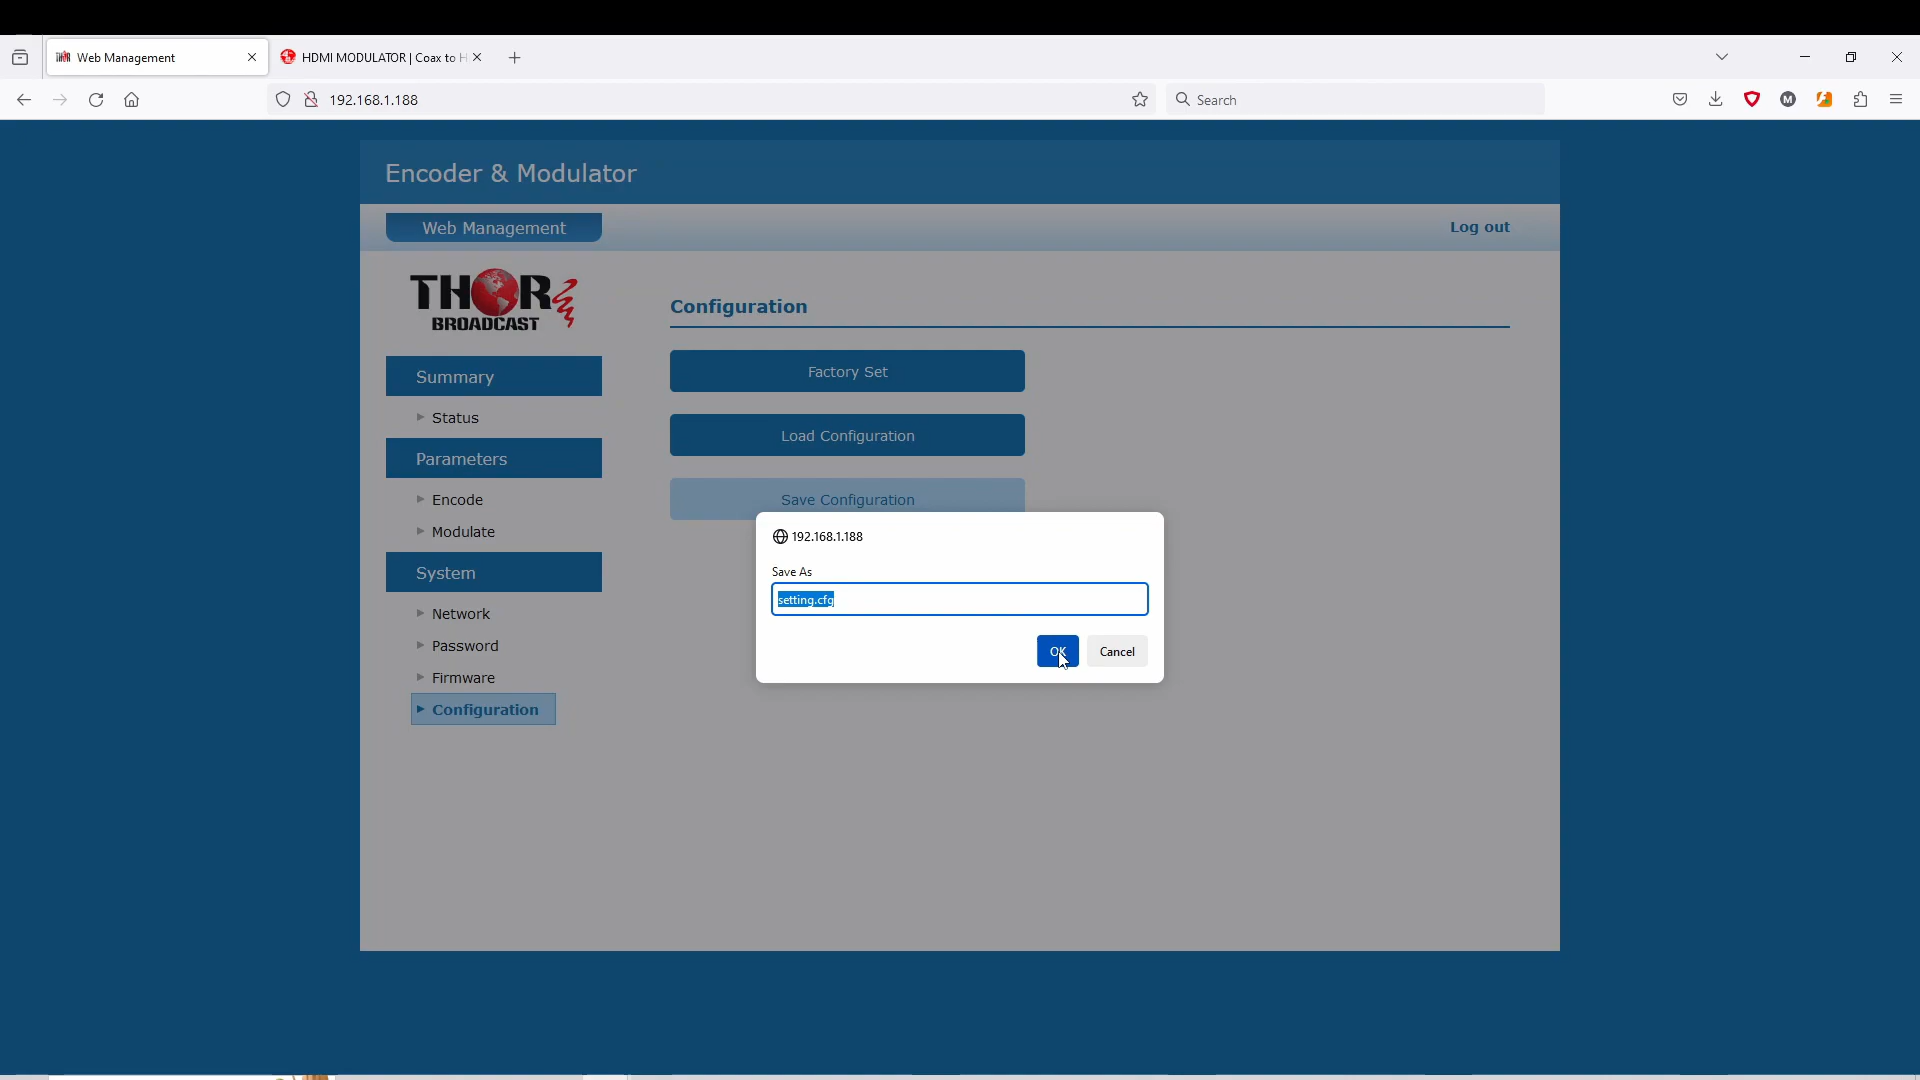 Web Management
HDMI MODULATOR | Coax to H
192.168.1.188
Search
M
Encoder & Modulator
Web Management
Log out
THOR
BROADCAST
Configuration
Factory Set
Load Configuration
Save Configuration
Summary
Status
Parameters
Encode
Modulate
System
Network
Password
Firmware
Configuration
192.168.1.188
Save As
setting.cfg
OK
Cancel